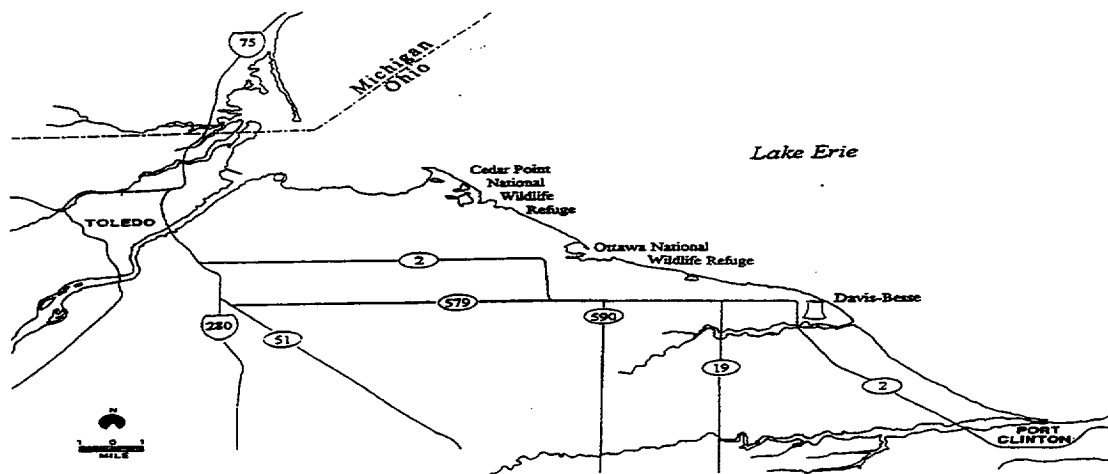 75
Michigan
Ohio
Lake Erie
Cedar Point
National
Wildlife
Refuge
TOLEDO
Ottawa National
Wildlife Refuge
2
579
Davis-Besse
280
51
590
19
2
N
1 0 1
MILE
PORT
CLINTON